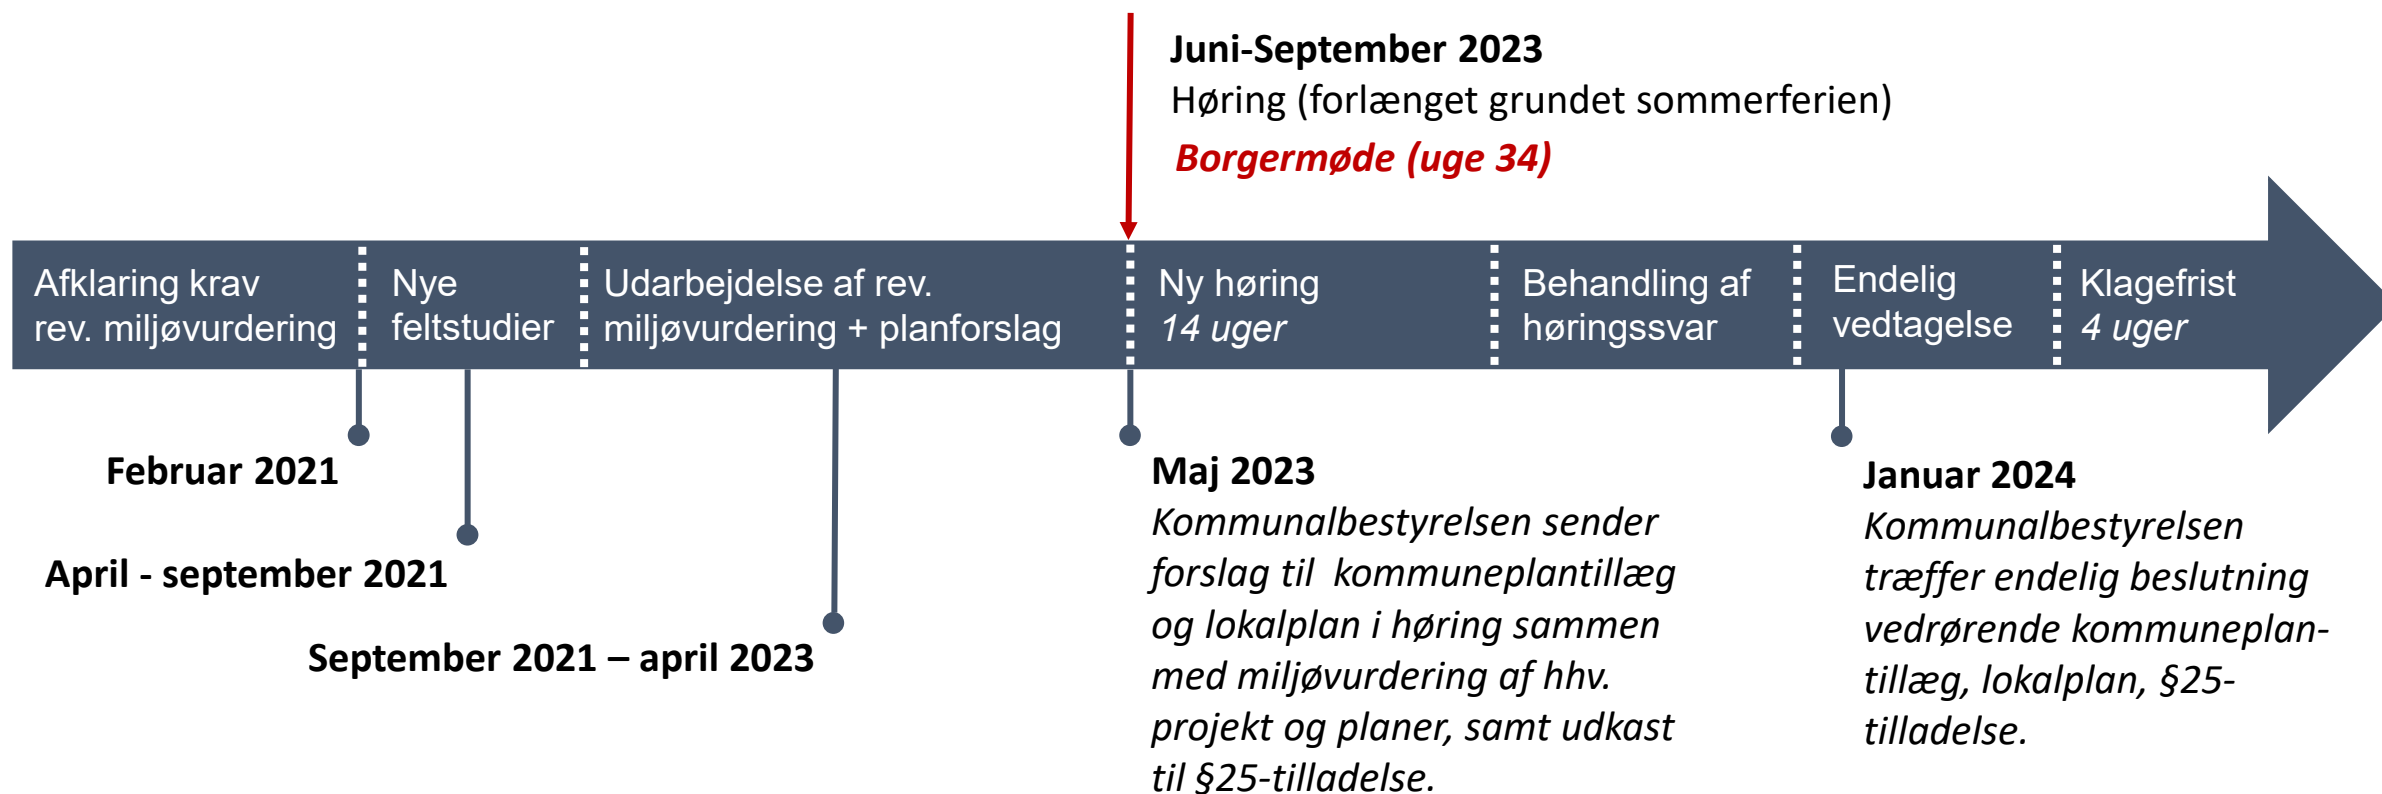 Juni-September 2023
Høring (forlænget grundet sommerferien)
Borgermøde (uge 34)
Afklaring krav
rev. miljøvurdering
Nye
feltstudier
Udarbejdelse af rev.
miljøvurdering + planforslag
Ny høring
14 uger
Behandling af
høringssvar
Endelig
vedtagelse
Klagefrist
4 uger
Februar 2021
April - september 2021
September 2021 – april 2023
Maj 2023
Kommunalbestyrelsen sender
forslag til  kommuneplantillæg
og lokalplan i høring sammen
med miljøvurdering af hhv.
projekt og planer, samt udkast
til §25-tilladelse.
Januar 2024
Kommunalbestyrelsen
træffer endelig beslutning
vedrørende kommuneplan-
tillæg, lokalplan, §25-
tilladelse.